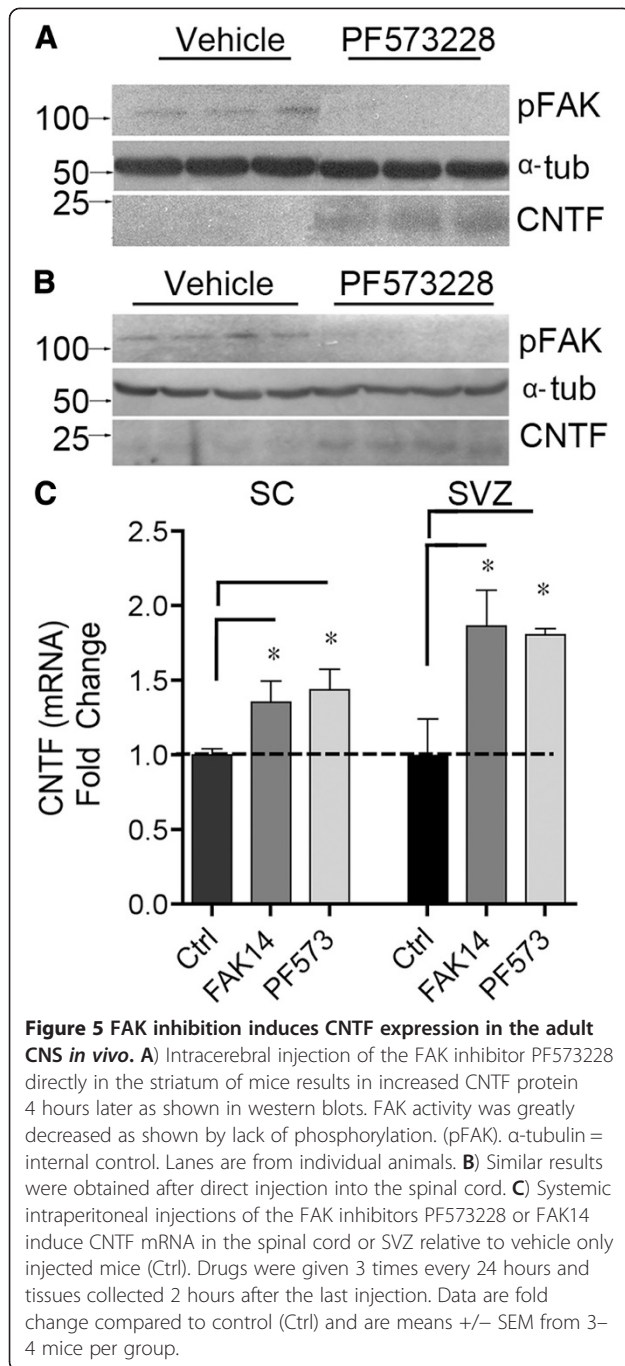 A
Vehicle PF573228
100 pFAK
50 α-tub
25 CNTF
B
Vehicle PF573228
100 pFAK
50 α-tub
25 CNTF
C SC SVZ
CNTF (mRNA)
Fold Change
2.5
2.0
1.5
1.0
0.5
0.0
* * * *
Ctrl FAK14 PF573 Ctrl FAK14 PF573
Figure 5 FAK inhibition induces CNTF expression in the adult
CNS in vivo. A) Intracerebral injection of the FAK inhibitor PF573228
directly in the striatum of mice results in increased CNTF protein
4 hours later as shown in western blots. FAK activity was greatly
decreased as shown by lack of phosphorylation. (pFAK). α-tubulin =
internal control. Lanes are from individual animals. B) Similar results
were obtained after direct injection into the spinal cord. C) Systemic
intraperitoneal injections of the FAK inhibitors PF573228 or FAK14
induce CNTF mRNA in the spinal cord or SVZ relative to vehicle only
injected mice (Ctrl). Drugs were given 3 times every 24 hours and
tissues collected 2 hours after the last injection. Data are fold
change compared to control (Ctrl) and are means +/− SEM from 3–
4 mice per group.